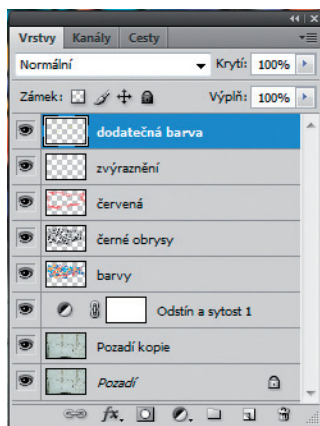 Vrstvy Kanály Cesty
Normální Krytí: 100%
Zámek: Výplň: 100%
dodatečná barva
zvýraznění
červená
černé obrysy
barvy
Odstín a sytost 1
Pozadí kopie
Pozadí
fx.